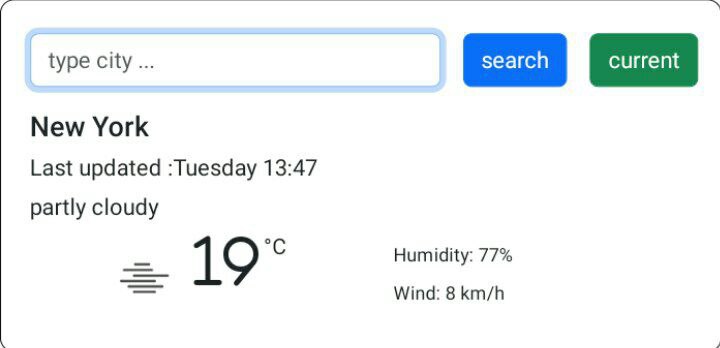 type city ... search current
New York
Last updated :Tuesday 13:47
partly cloudy
19 °C
Humidity: 77%
Wind: 8 km/h